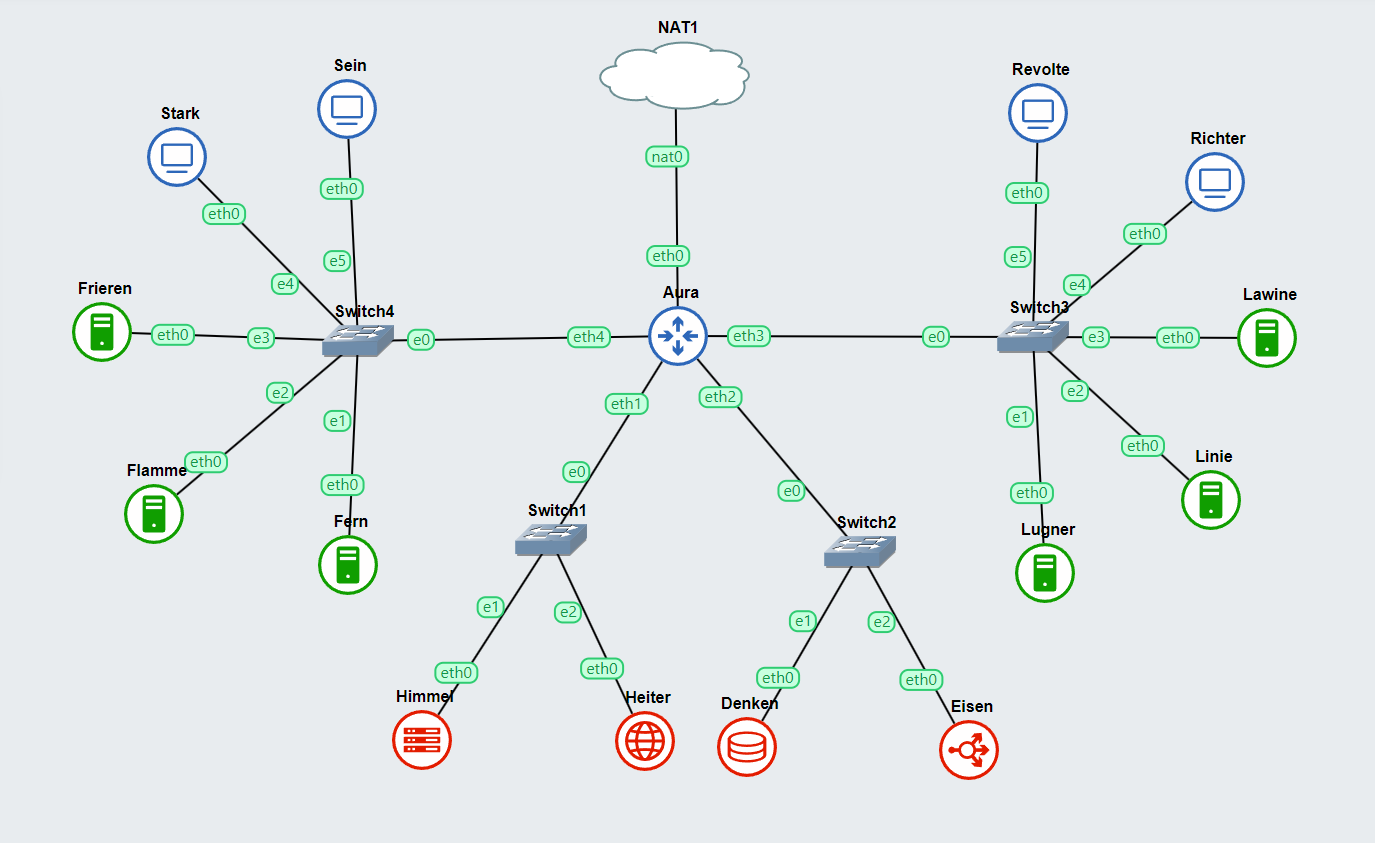 NAT1
Sein
Revolte
Stark
Richter
nat0
eth0
eth0
eth0
eth0
eth0
eth0
e5
e5
e4
e4
Frieren
Aura
Lawine
Switch4
Switch3
eth0
e3
e0
eth4
eth3
e0
e3
eth0
e2
e1
eth1
eth2
e1
e2
Flamme
eth0
e0
eth0
Linie
eth0
e0
eth0
Fern
Switch1
Switch2
Lugner
e1
e2
e1
e2
eth0
eth0
eth0
eth0
Himmel
Heiter
Denken
Eisen